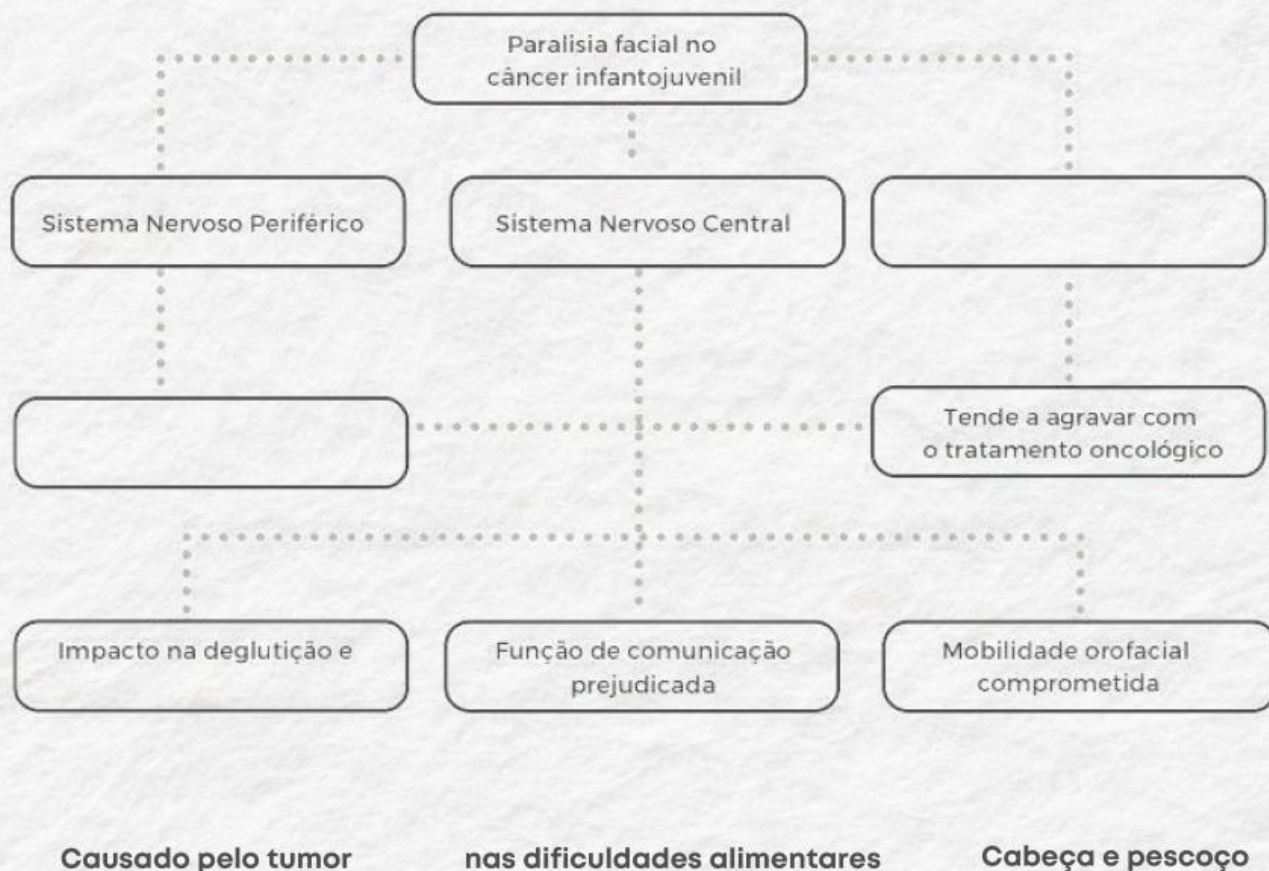 Paralisia facial no
câncer infantojuvenil
Sistema Nervoso Periférico
Sistema Nervoso Central
Tende a agravar com
o tratamento oncológico
Impacto na deglutição e
Função de comunicação
prejudicada
Mobilidade orofacial
comprometida
Causado pelo tumor
nas dificuldades alimentares
Cabeça e pescoço